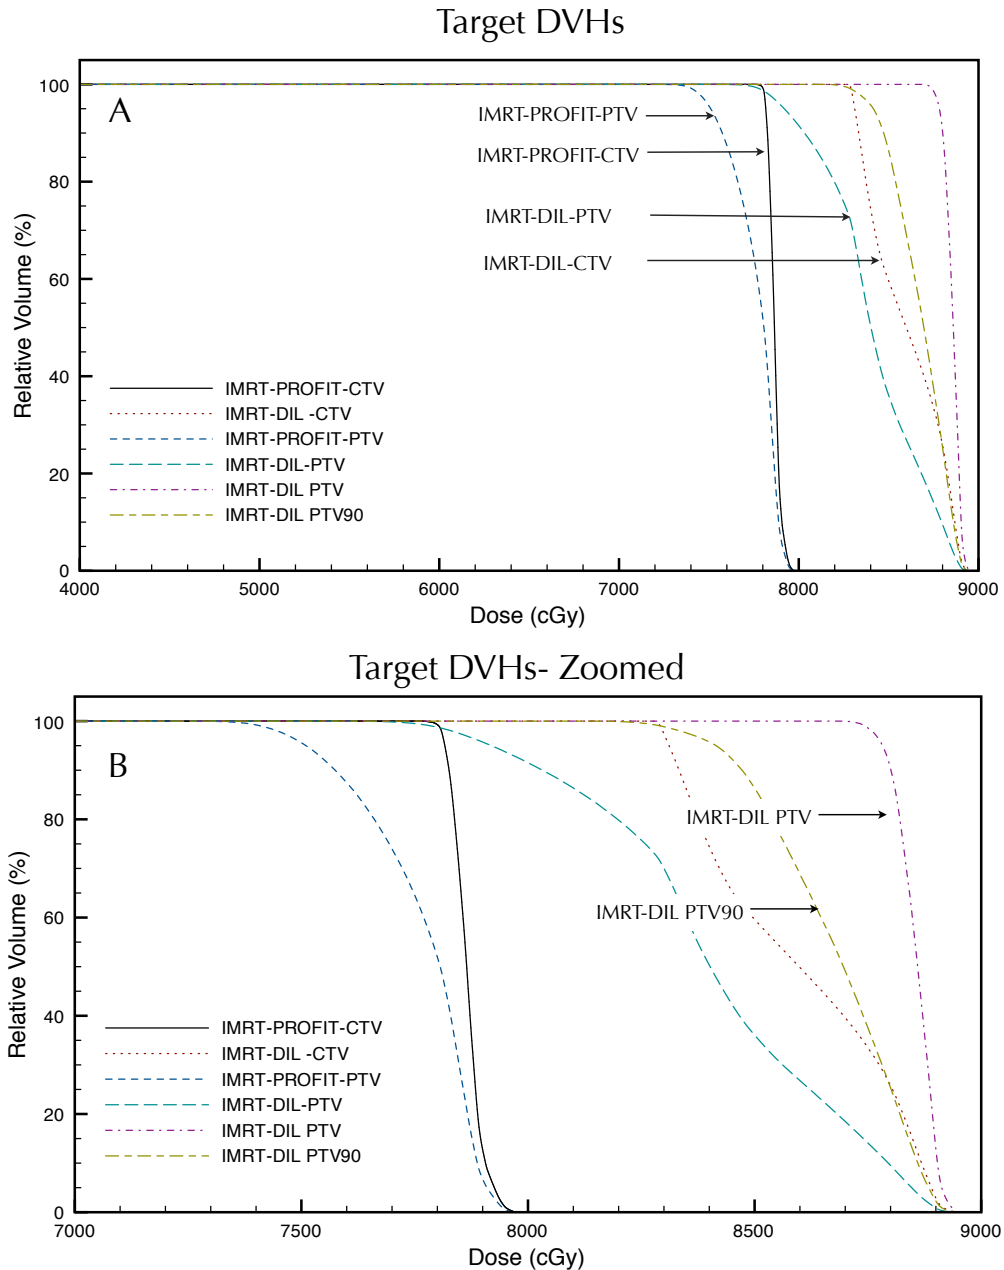 Target DVHs
A
100
80
60
40
20
0
Relative Volume (%)
IMRT-PROFIT-PTV
IMRT-PROFIT-CTV
IMRT-DIL-PTV
IMRT-DIL-CTV
IMRT-PROFIT-CTV
IMRT-DIL -CTV
IMRT-PROFIT-PTV
IMRT-DIL-PTV
IMRT-DIL PTV
IMRT-DIL PTV90
4000 5000 6000 7000 8000 9000
Dose (cGy)
Target DVHs- Zoomed
B
100
80
60
40
20
0
Relative Volume (%)
IMRT-DIL PTV
IMRT-DIL PTV90
IMRT-PROFIT-CTV
IMRT-DIL -CTV
IMRT-PROFIT-PTV
IMRT-DIL-PTV
IMRT-DIL PTV
IMRT-DIL PTV90
7000 7500 8000 8500 9000
Dose (cGy)